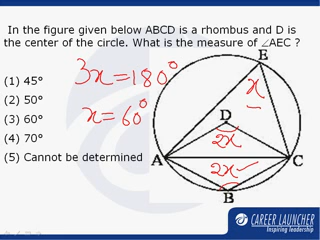 In the figure given below ABCD is a rhombus and D is
the center of the circle. What is the measure of ∠AEC ?
(1) 45°
(2) 50°
(3) 60°
(4) 70°
(5) Cannot be determined
3x=180°
x=60°
E
x
D
2x
A
C
2x
B
CAREER LAUNCHER
Inspiring leadership